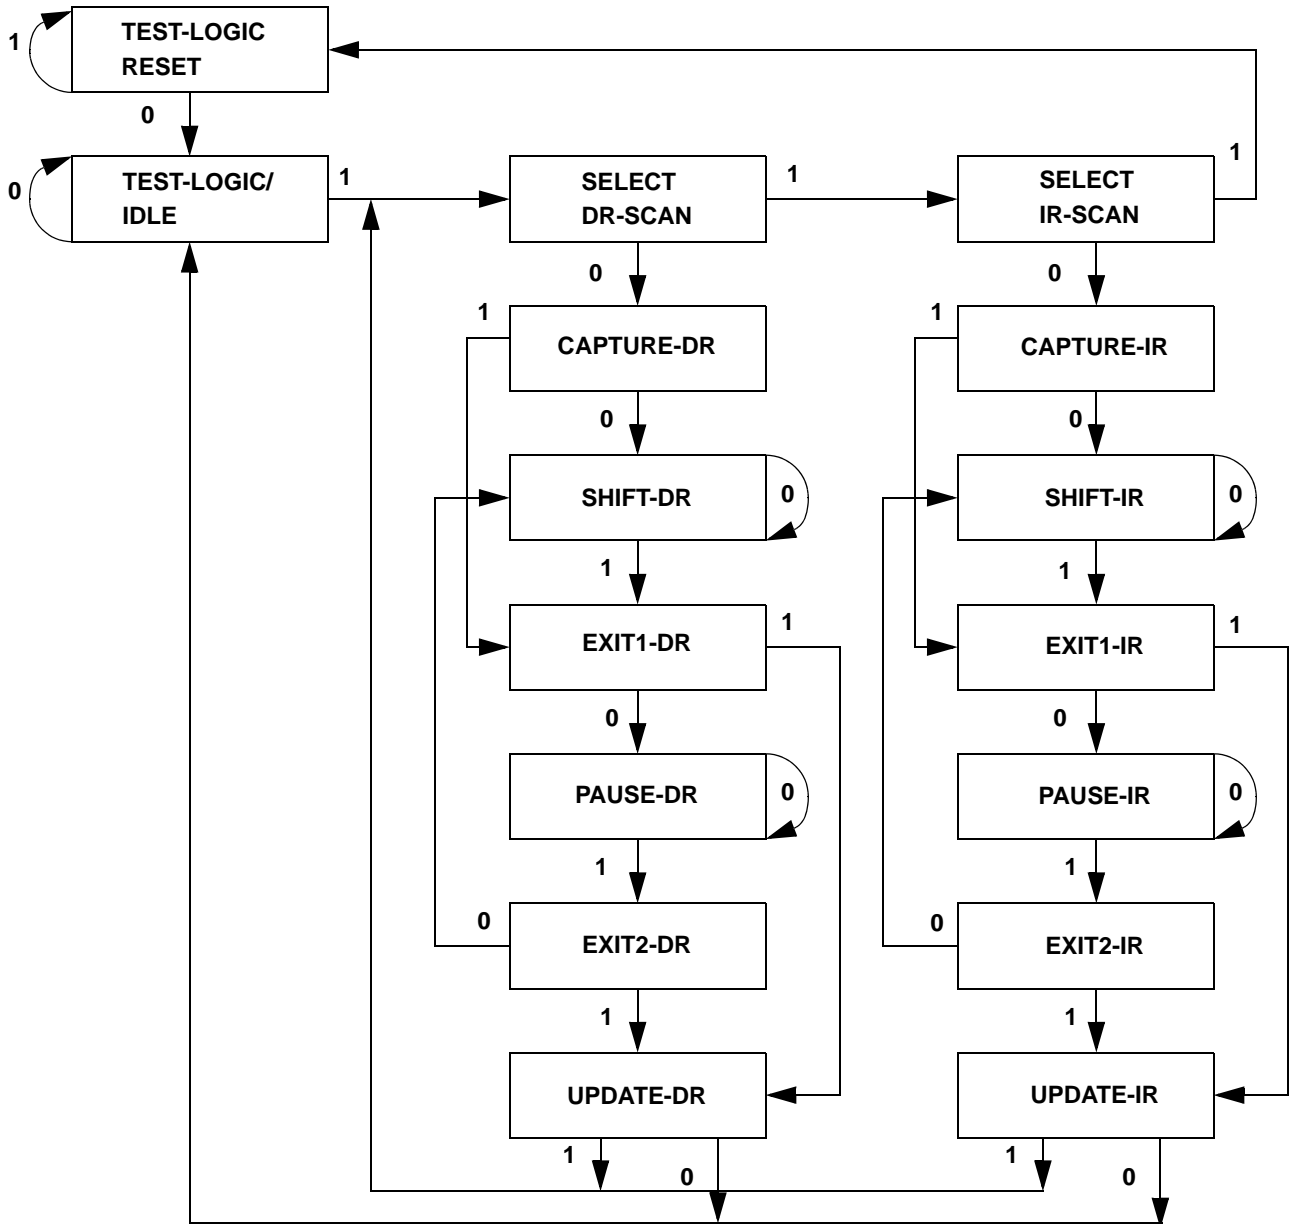 1
TEST-LOGIC
RESET
0
0
TEST-LOGIC/
IDLE
1
SELECT
DR-SCAN
1
SELECT
IR-SCAN
1
0
0
1
CAPTURE-DR
1
CAPTURE-IR
0
0
SHIFT-DR
0
SHIFT-IR
0
1
1
EXIT1-DR
1
EXIT1-IR
1
0
0
PAUSE-DR
0
PAUSE-IR
0
1
1
0
EXIT2-DR
0
EXIT2-IR
1
1
UPDATE-DR
UPDATE-IR
1
0
1
0